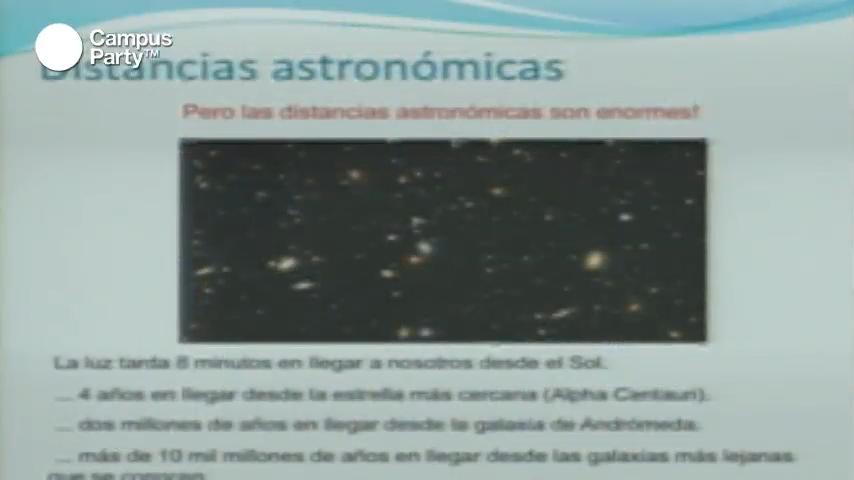 Campus
Party™
Distancias astronómicas
Pero las distancias astronómicas son enormes!
La luz tarda 8 minutos en llegar a nosotros desde el Sol.
... 4 años en llegar desde la estrella más cercana (Alpha Centauri).
... dos millones de años en llegar desde la galaxia de Andrómeda.
... más de 10 mil millones de años en llegar desde las galaxias más lejanas
que se conocen